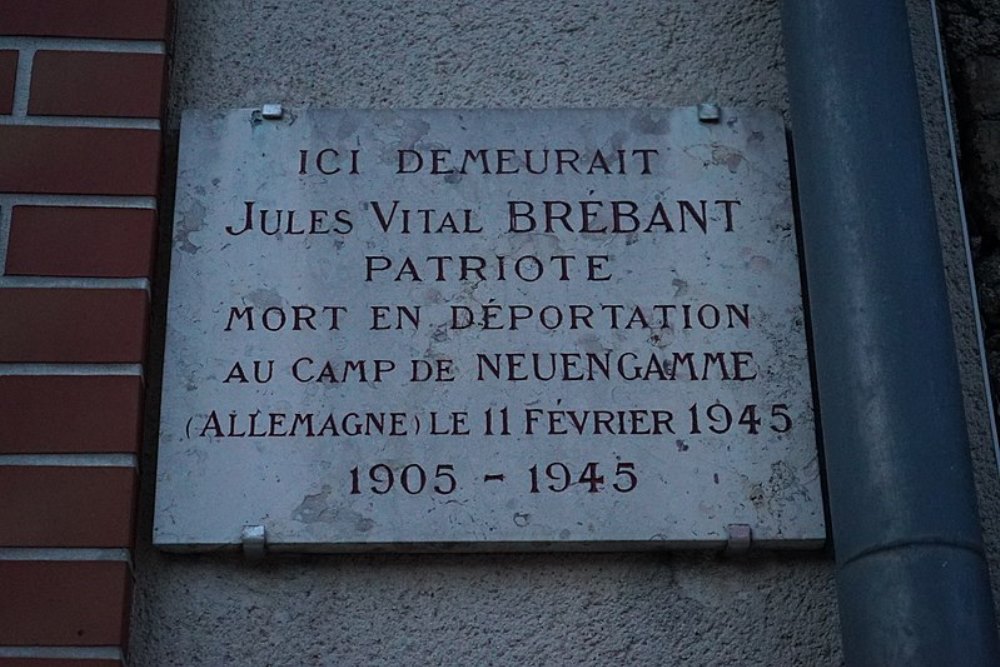 ICI DEMEURAIT
JULES VITAL BRÉBANT
PATRIOTE
MORT EN DÉPORTATION
AU CAMP DE NEUENGAMME
(ALLEMAGNE) LE 11 FÉVRIER 1945
1905 - 1945